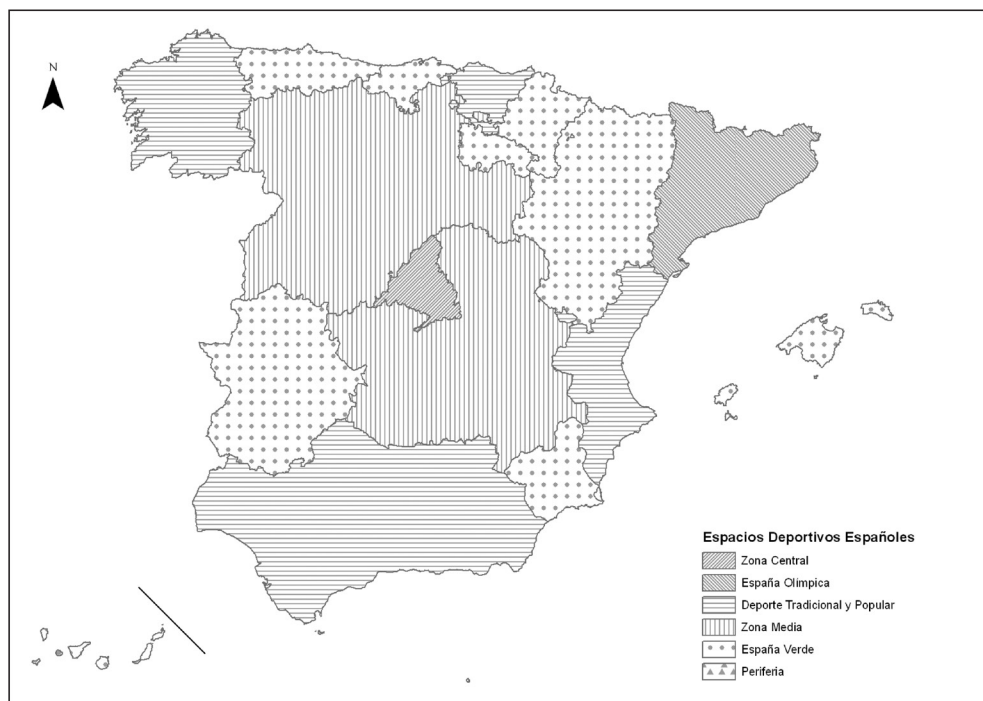 N
Espacios Deportivos Españoles
Zona Central
España Olímpica
Deporte Tradicional y Popular
Zona Media
España Verde
Periferia